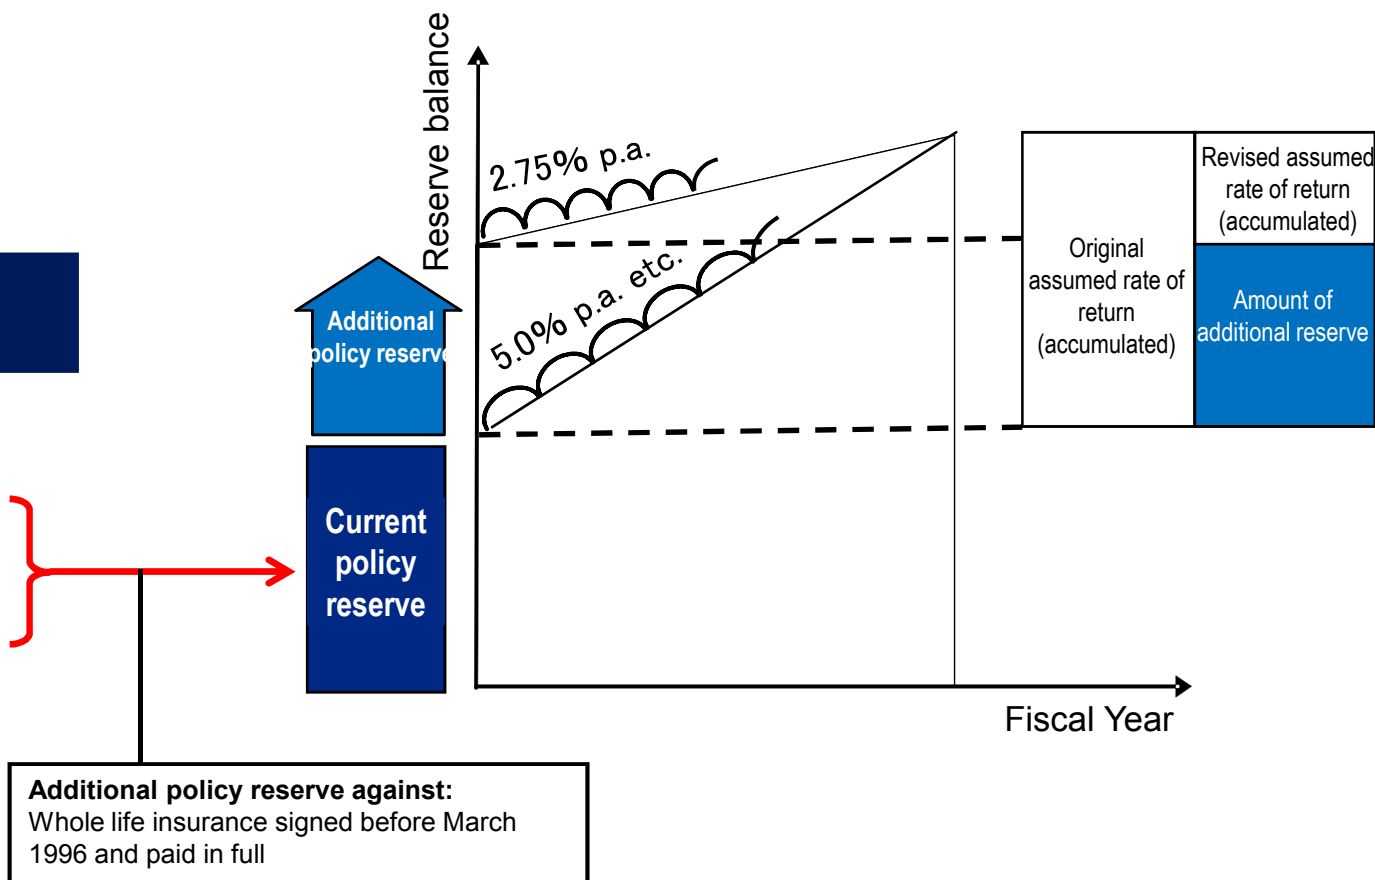 Reserve balance
2.75% p.a.
5.0% p.a. etc.
Additional
policy reserve
Current
policy
reserve
Original
assumed rate of
return
(accumulated)
Revised assumed
rate of return
(accumulated)
Amount of
additional reserve
Fiscal Year
Additional policy reserve against:
Whole life insurance signed before March
1996 and paid in full